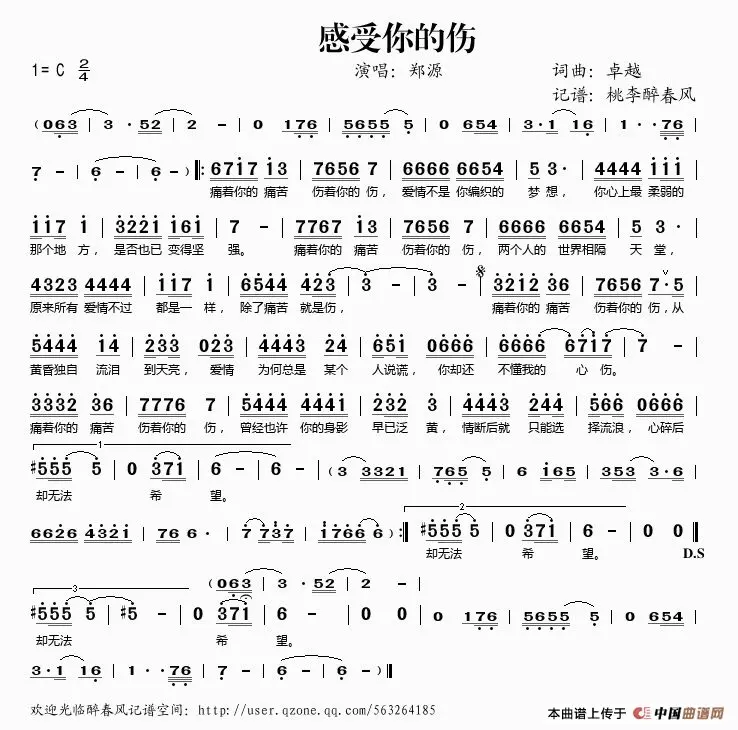 感受你的伤
1= C 2/4
演唱：郑源
词曲：卓越
记谱：桃李醉春风
(063 | 3 · 52 | 2 - | 0 176 | 5655 5 | 0 654 | 3·1 16 | 1··76 |
7 - | 6 - | 6 - ) ‖: 6717 13 | 7656 7 | 6666 6654 | 5 3· | 4444 111 |
痛着你的 痛苦 伤着你的 伤， 爱情不是 你编织的 梦 想， 你心上最 柔弱的
117 1 | 3221 161 | 7 - | 7767 13 | 7656 7 | 6666 6654 | 5 3· |
那个地 方， 是否也已 变得坚 强。 痛着你的 痛苦 伤着你的 伤， 两个人的 世界相隔 天 堂，
4323 4444 | 117 1 | 6544 423 | 3 - | 3 - | 3212 36 | 7656 7·5 |
原来所有 爱情不过 都是一 样， 除了痛苦 就是伤， 痛着你的 痛苦 伤着你的 伤，从
5444 14 | 233 023 | 4443 24 | 651 0666 | 6666 6717 | 7 - |
黄昏独自 流泪 到天亮， 爱情 为何总是 某个 人说谎， 你却还 不懂我的 心 伤。
3332 36 | 7776 7 | 5444 4441 | 232 3 | 4443 244 | 566 0666 |
痛着你的 痛苦 伤着你的 伤， 曾经也许 你的身影 早已泛 黄， 情断后就 只能选 择流浪， 心碎后
1
#555 5 | 0 371 | 6 - | 6 - | (3 3321 | 765 5 | 6 165 | 353 3·6 |
却无法 希 望。
2
6626 4321 | 76 6· | 7 737 | 1766 6 ) :‖ #555 5 | 0 371 | 6 - | 0 0 ‖
却无法 希 望。 D.S
(063 | 3 · 52 | 2 - |
3
#555 5 | #5 - | 0 371 | 6 - | 0 176 | 5655 5 | 0 654 |
却无法 希 望。
3·1 16 | 1··76 | 7 - | 6 - | 6 - ‖
欢迎光临醉春风记谱空间：http://user.qzone.qq.com/563264185
本曲谱上传于 中国曲谱网